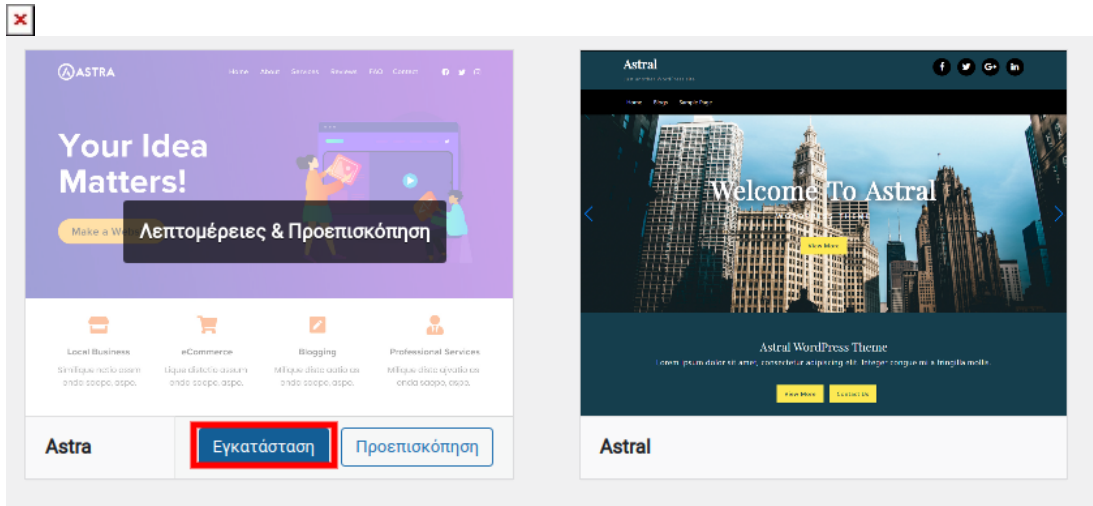 ASTRA
Home About Services Reviews FAQ Contact
Your Idea
Matters!
Make a
Λεπτομέρειες & Προεπισκόπηση
Local Business
eCommerce
Blogging
Professional Services
Astra
Εγκατάσταση
Προεπισκόπηση
Astral
Home Blogs Sample Page
Welcome To Astral
View More
Astral WordPress Theme
Lorem ipsum dolor sit amet, consectetur adipiscing elit. Integer congue mi a fringilla mollis.
View More
Contact Us
Astral